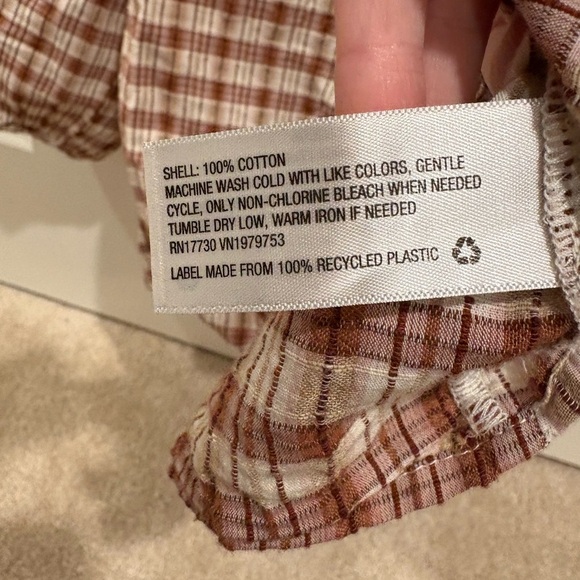 SHELL: 100% COTTON
MACHINE WASH COLD WITH LIKE COLORS, GENTLE
CYCLE, ONLY NON-CHLORINE BLEACH WHEN NEEDED
TUMBLE DRY LOW, WARM IRON IF NEEDED
RN17730 VN1979753
LABEL MADE FROM 100% RECYCLED PLASTIC